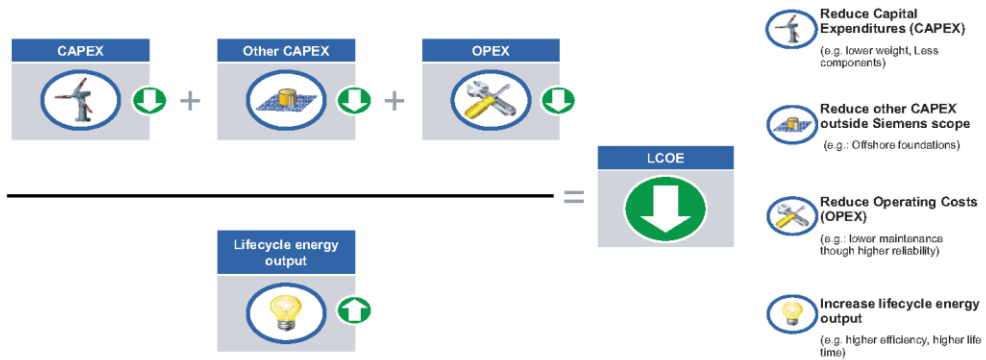 CAPEX
Other CAPEX
OPEX
+
+
=
LCOE
Lifecycle energy
output
Reduce Capital
Expenditures (CAPEX)
(e.g. lower weight, Less
components)
Reduce other CAPEX
outside Siemens scope
(e.g.: Offshore foundations)
Reduce Operating Costs
(OPEX)
(e.g.: lower maintenance
though higher reliability)
Increase lifecycle energy
output
(e.g. higher efficiency, higher life
time)